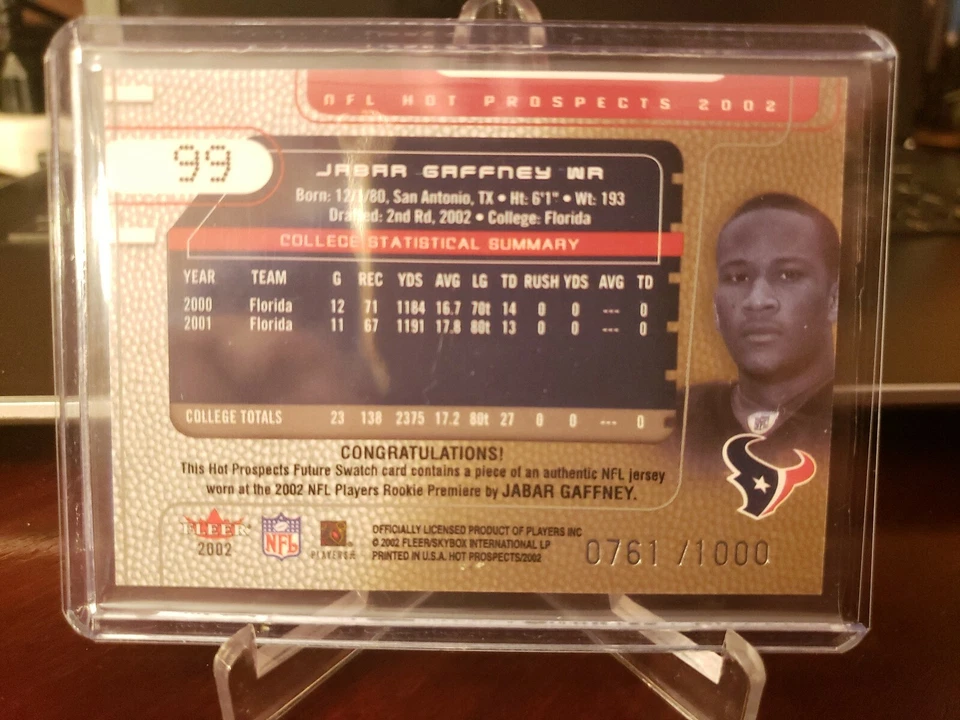 NFL HOT PROSPECTS 2002
99
JABAR GAFFNEY WR
Born: 12/1/80, San Antonio, TX • Ht: 6'1" • Wt: 193
Drafted: 2nd Rd, 2002 • College: Florida
COLLEGE STATISTICAL SUMMARY
YEAR TEAM G REC YDS AVG LG TD RUSH YDS AVG TD
2000 Florida 12 71 1184 16.7 70t 14 0 0 --- 0
2001 Florida 11 67 1191 17.8 80t 13 0 0 --- 0
COLLEGE TOTALS 23 138 2375 17.2 80t 27 0 0 --- 0
CONGRATULATIONS!
This Hot Prospects Future Swatch card contains a piece of an authentic NFL jersey
worn at the 2002 NFL Players Rookie Premiere by JABAR GAFFNEY.
FLEER
2002
NFL
PLAYERS
OFFICIALLY LICENSED PRODUCT OF PLAYERS INC
© 2002 FLEER/SKYBOX INTERNATIONAL LP
PRINTED IN U.S.A. HOT PROSPECTS/2002
0761 /1000